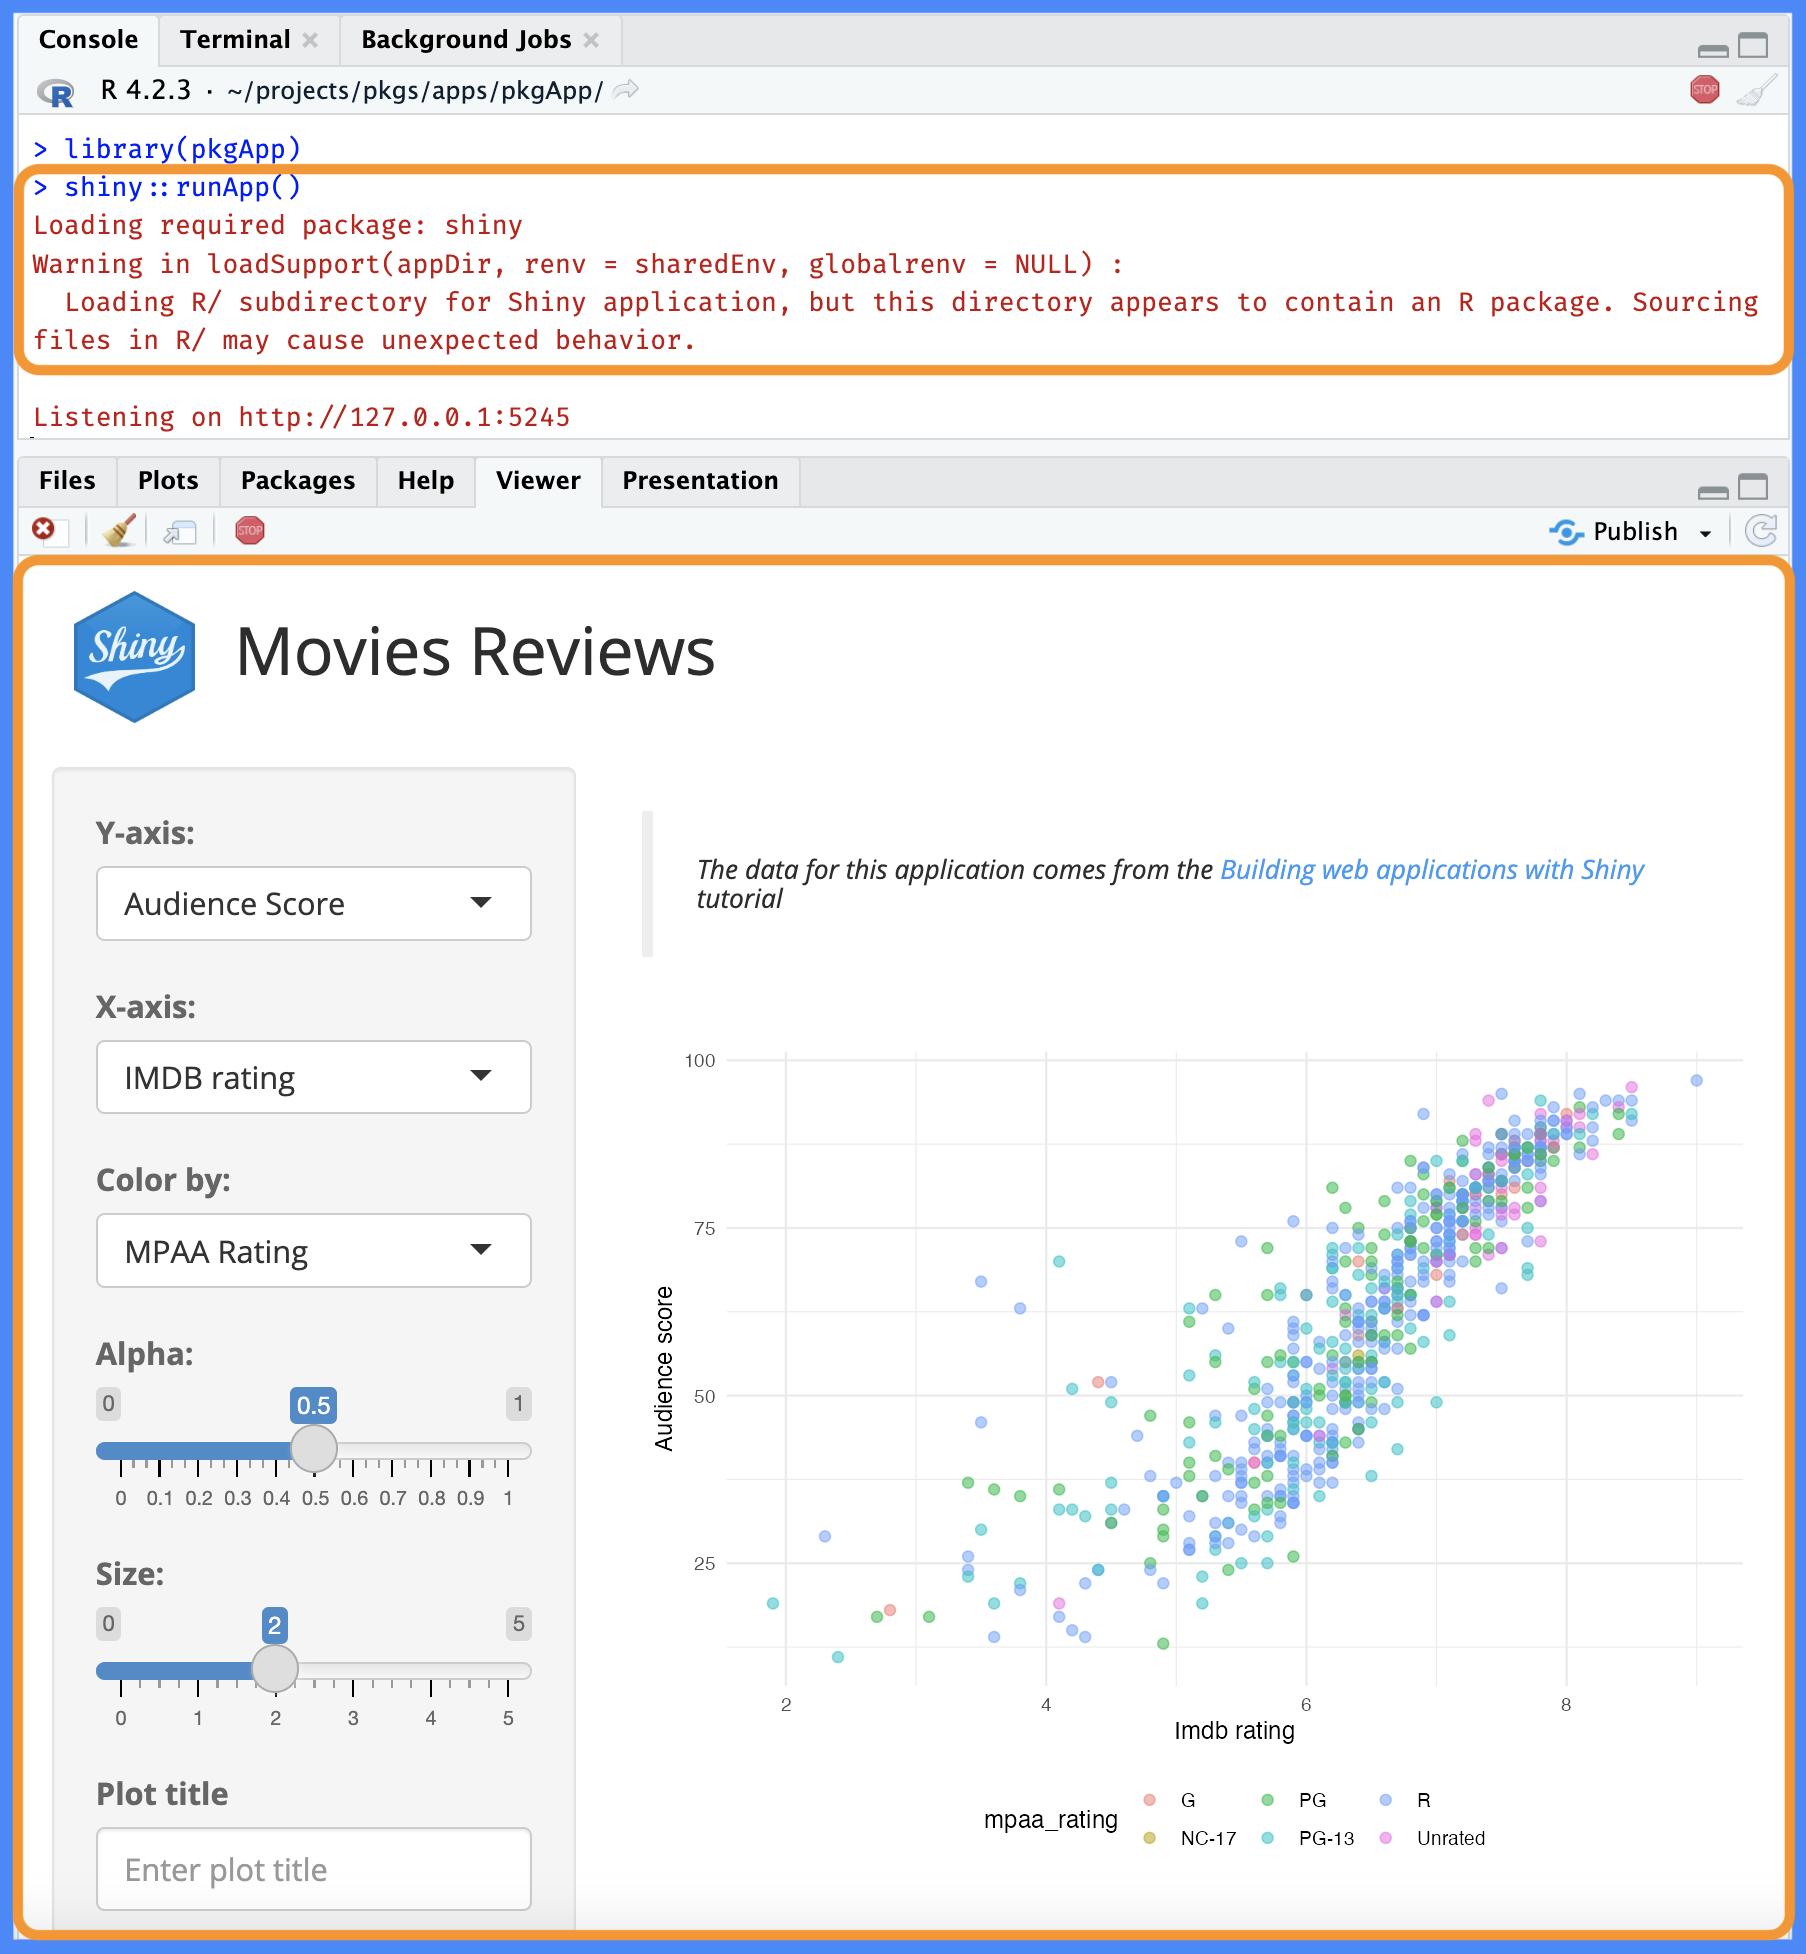 Console Terminal Background Jobs
R 4.2.3 · ~/projects/pkgs/apps/pkgApp/
STOP
> library(pkgApp)
> shiny::runApp()
Loading required package: shiny
Warning in loadSupport(appDir, renv = sharedEnv, globalrenv = NULL) :
  Loading R/ subdirectory for Shiny application, but this directory appears to contain an R package. Sourcing
files in R/ may cause unexpected behavior.
Listening on http://127.0.0.1:5245
Files Plots Packages Help Viewer Presentation
STOP Publish
Shiny
Movies Reviews
Y-axis:
Audience Score
X-axis:
IMDB rating
Color by:
MPAA Rating
Alpha:
0 0.5 1
0 0.1 0.2 0.3 0.4 0.5 0.6 0.7 0.8 0.9 1
Size:
0 2 5
0 1 2 3 4 5
Plot title
Enter plot title
The data for this application comes from the Building web applications with Shiny
tutorial
100
75
50
25
Audience score
2 4 6 8
Imdb rating
mpaa_rating
G PG R
NC-17 PG-13 Unrated